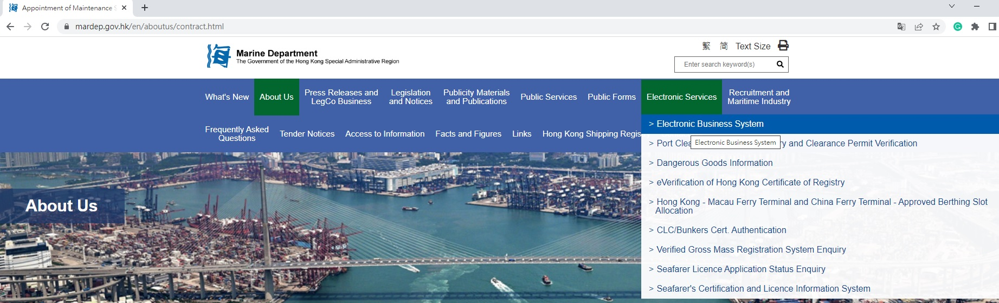 Appointment of Maintenance S
mardep.gov.hk/en/aboutus/contract.html
海
Marine Department
The Government of the Hong Kong Special Administrative Region
繁 简 Text Size
Enter search keyword(s)
What's New
About Us
Press Releases and
LegCo Business
Legislation
and Notices
Publicity Materials
and Publications
Public Services
Public Forms
Electronic Services
Recruitment and
Maritime Industry
Frequently Asked
Questions
Tender Notices
Access to Information
Facts and Figures
Links
Hong Kong Shipping Regis
> Electronic Business System
Electronic Business System
> Port Clea ry and Clearance Permit Verification
> Dangerous Goods Information
> eVerification of Hong Kong Certificate of Registry
> Hong Kong - Macau Ferry Terminal and China Ferry Terminal - Approved Berthing Slot
Allocation
> CLC/Bunkers Cert. Authentication
> Verified Gross Mass Registration System Enquiry
> Seafarer Licence Application Status Enquiry
> Seafarer's Certification and Licence Information System
About Us